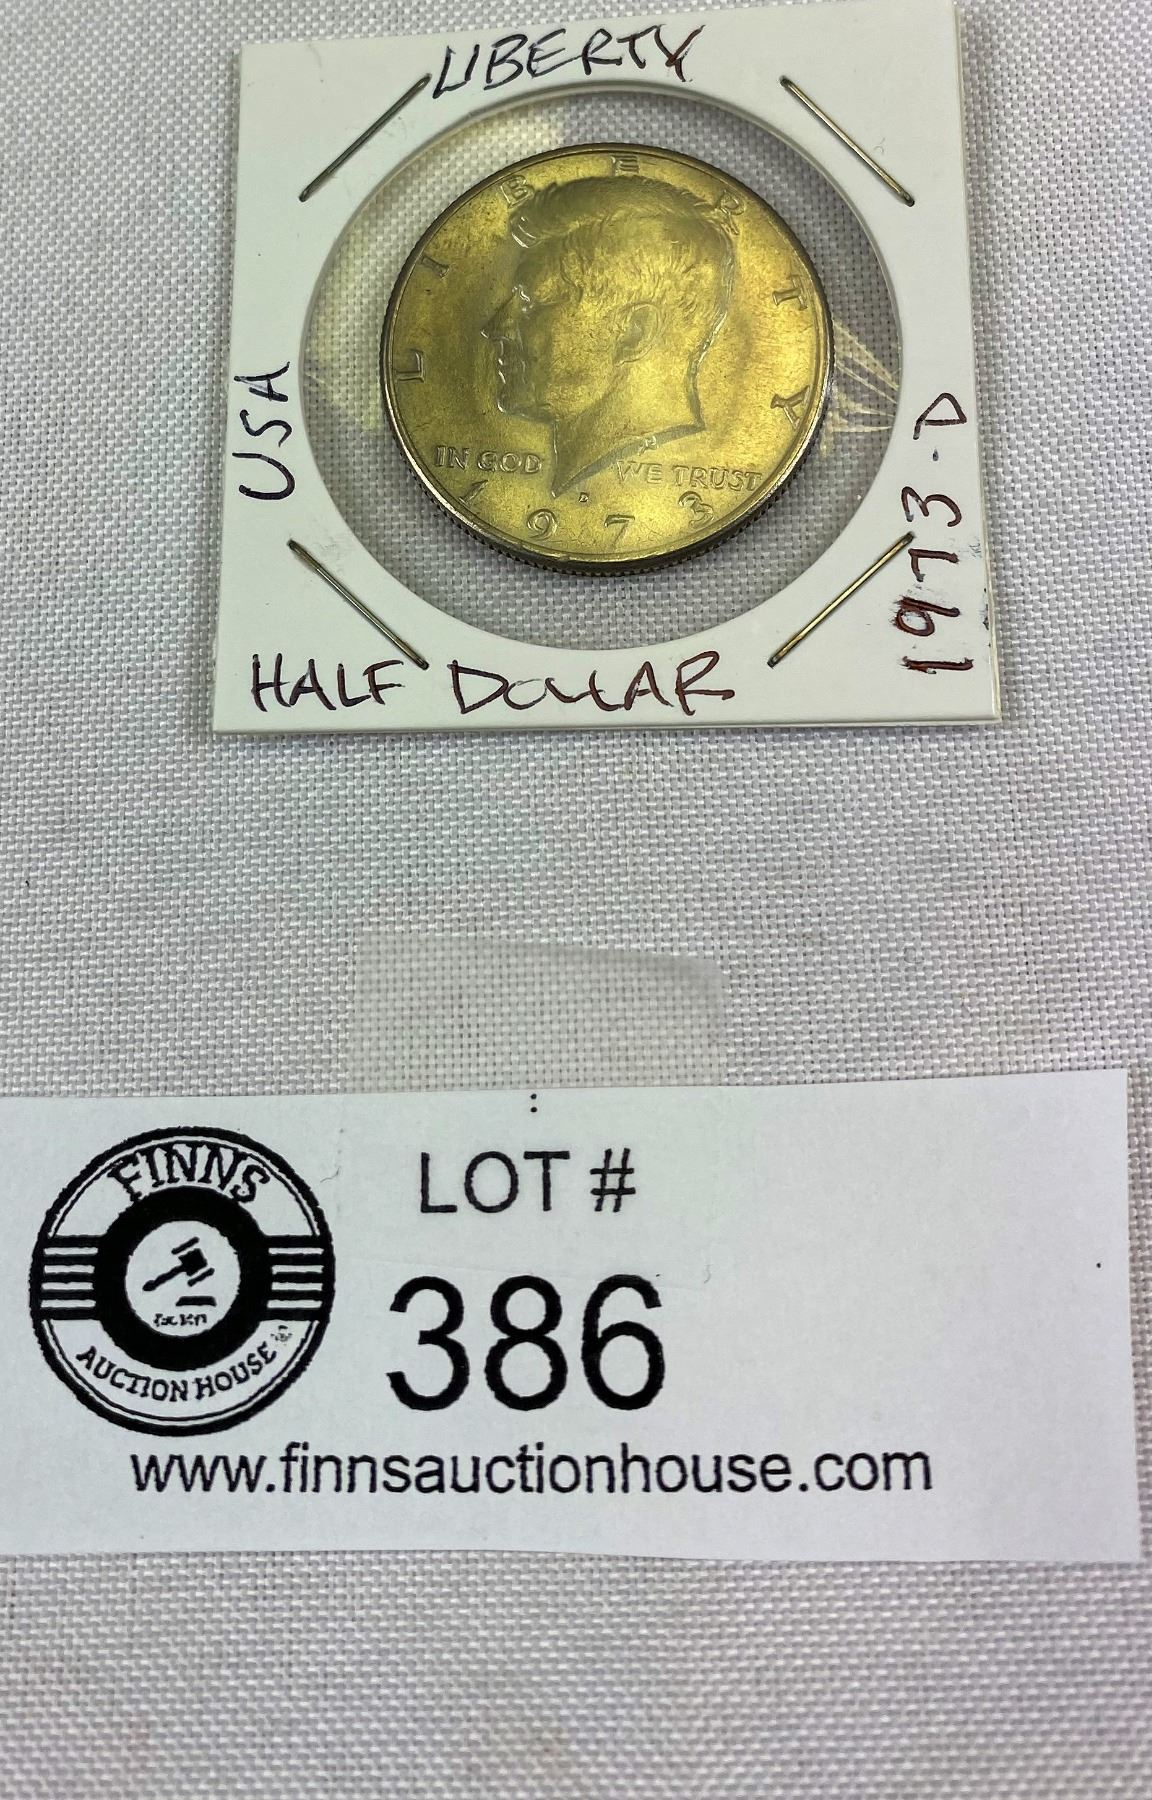 LIBERTY
USA
LIBERTY
IN GOD WE TRUST
D
1973
1973-D
HALF DOLLAR
FINNS
AUCTION HOUSE
LOT #
386
www.finnsauctionhouse.com